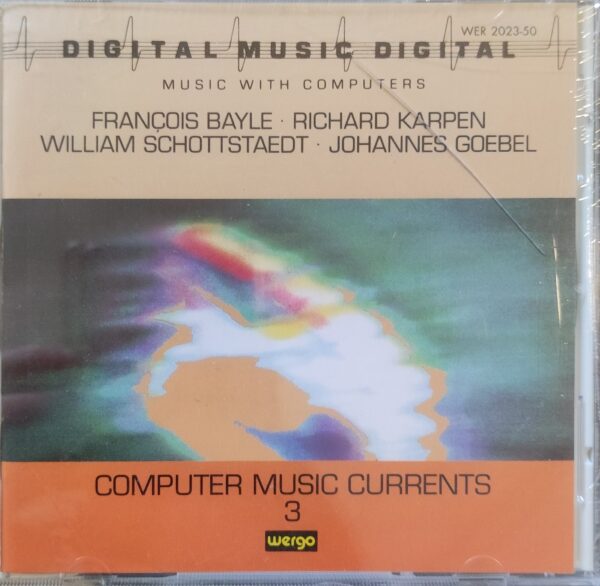 WER 2023-50
DIGITAL MUSIC DIGITAL
MUSIC WITH COMPUTERS
FRANÇOIS BAYLE · RICHARD KARPEN
WILLIAM SCHOTTSTAEDT · JOHANNES GOEBEL
COMPUTER MUSIC CURRENTS
3
wergo